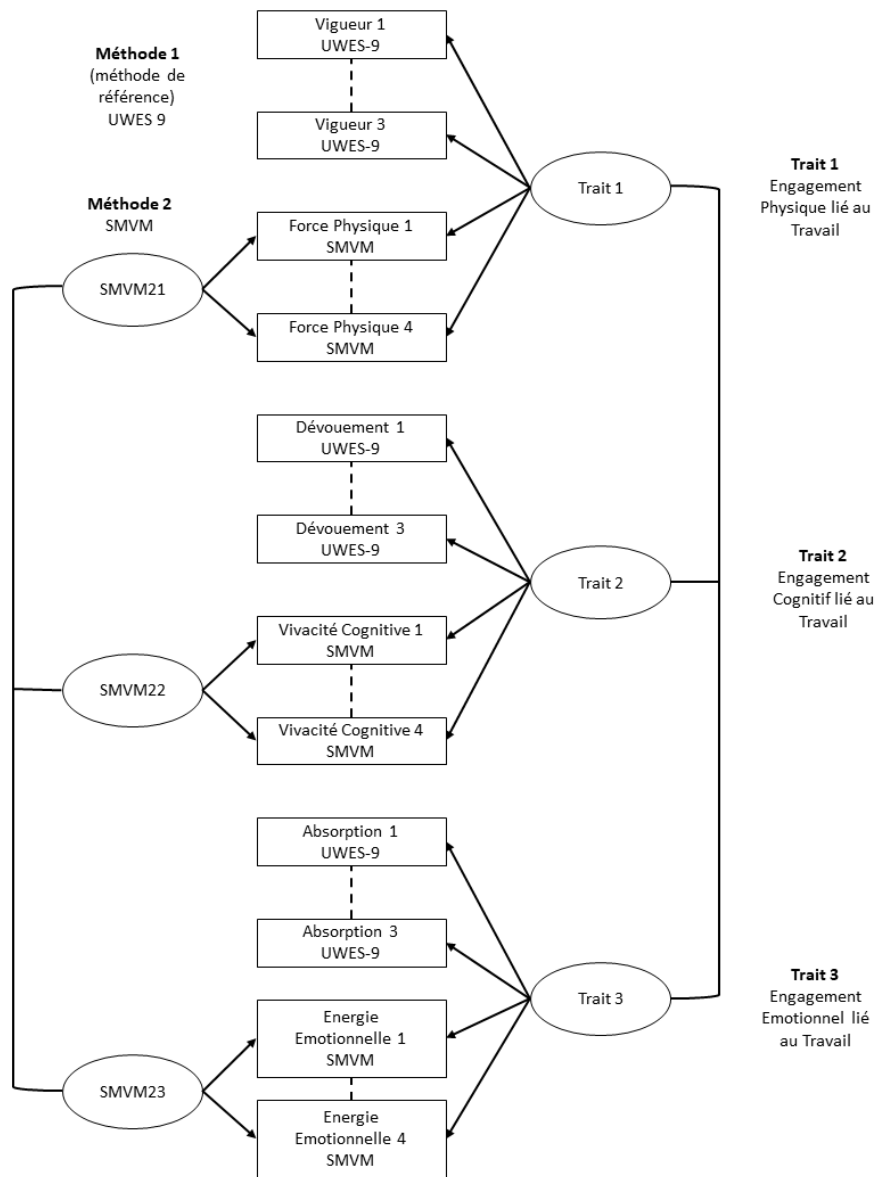 Vigueur 1
UWES-9
Méthode 1
(méthode de
référence)
UWES 9
Vigueur 3
UWES-9
Trait 1
Trait 1
Engagement
Physique lié au
Travail
Méthode 2
SMVM
Force Physique 1
SMVM
SMVM21
Force Physique 4
SMVM
Dévouement 1
UWES-9
Dévouement 3
UWES-9
Trait 2
Trait 2
Engagement
Cognitif lié au
Travail
Vivacité Cognitive 1
SMVM
SMVM22
Vivacité Cognitive 4
SMVM
Absorption 1
UWES-9
Absorption 3
UWES-9
Trait 3
Trait 3
Engagement
Emotionnel lié
au Travail
Energie
Emotionnelle 1
SMVM
SMVM23
Energie
Emotionnelle 4
SMVM